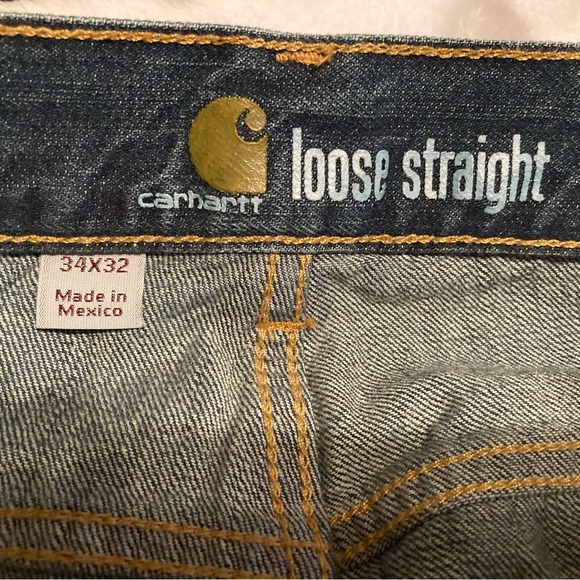 carhartt
loose straight
34X32
Made in
Mexico